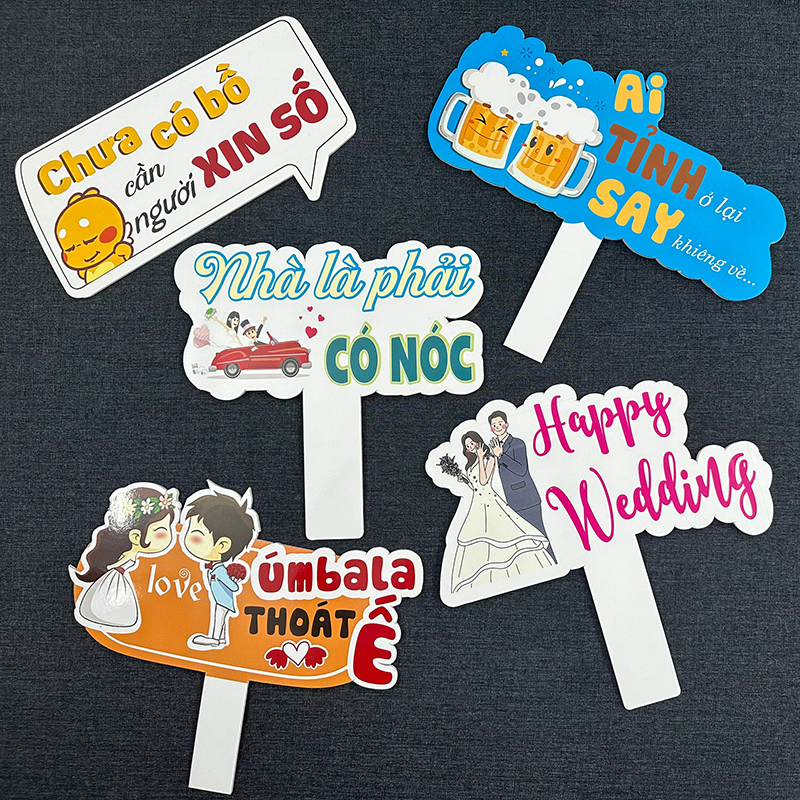 Chưa có bồ
cần
người XIN SỐ
Ai
TỈNH ở lại
SAY khiêng về...
Nhà là phải
CÓ NÓC
Happy
Wedding
love
úmbala
THOÁT
Ế